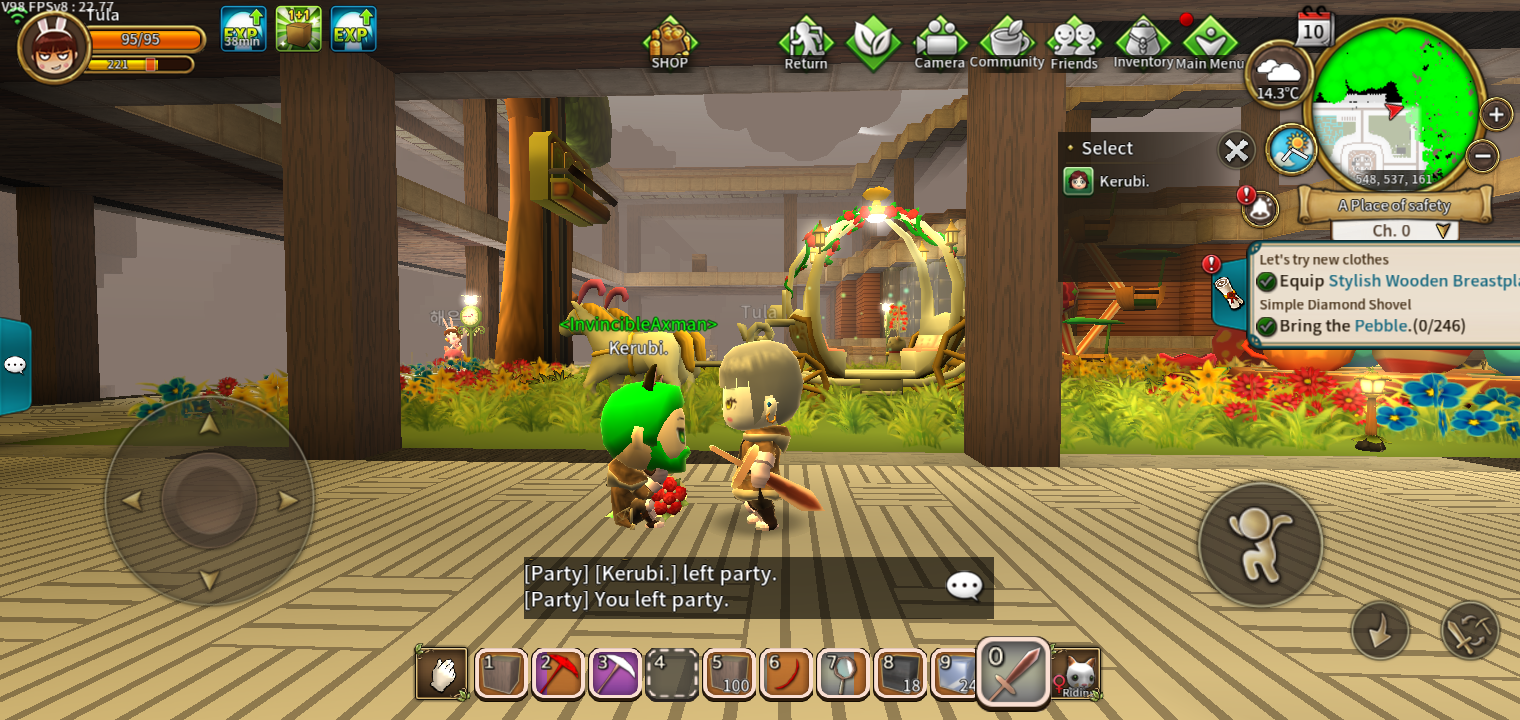 V98 FPSv8 : 22.77
Tula
95/95
221
EXP
38min
1+1
EXP
SHOP
Return
Camera
Community
Friends
Inventory
Main Menu
10
14.3°C
548, 537, 161
A Place of safety
Ch. 0
Select
Kerubi.
Let's try new clothes
Equip Stylish Wooden Breastpla
Simple Diamond Shovel
Bring the Pebble.(0/246)
Tula
<InvincibleAxman>
Kerubi.
[Party] [Kerubi.] left party.
[Party] You left party.
1
2
3
4
5
100
6
7
8
18
9
24
0
Riding